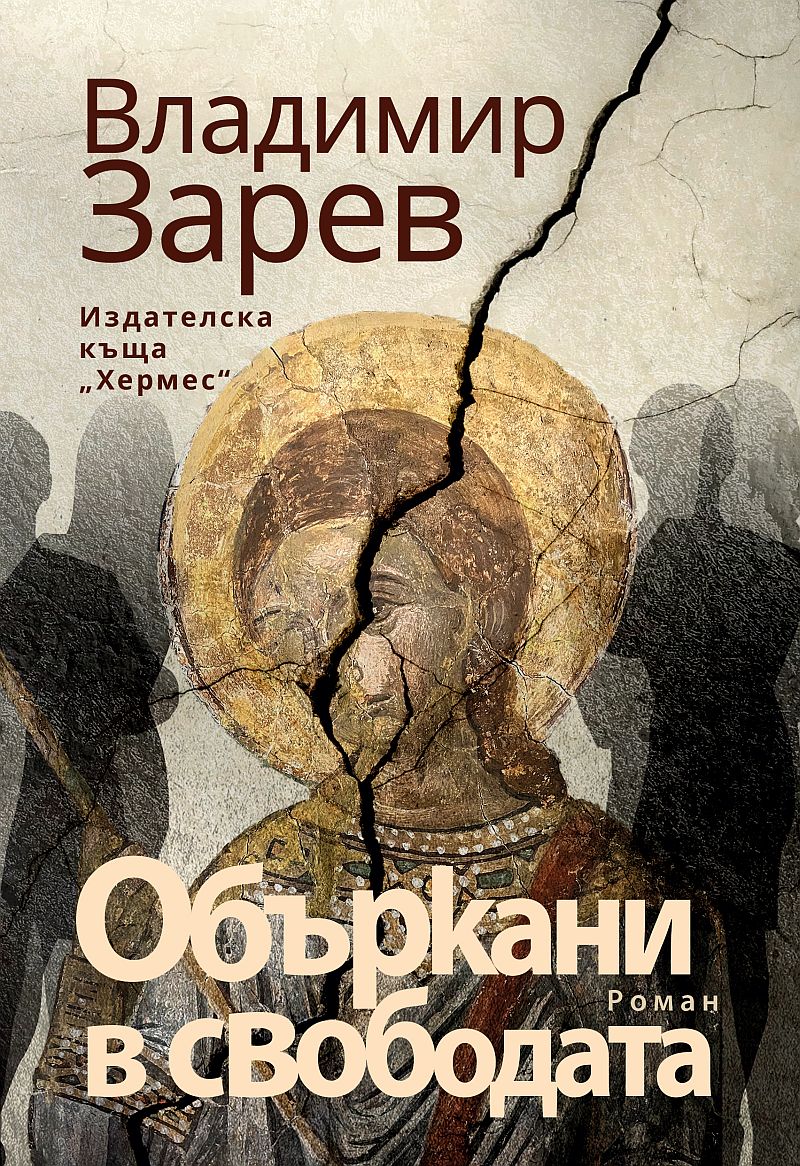 Владимир
Зарев
Издателска
къща
„Хермес“
Объркани
Роман
в свободата